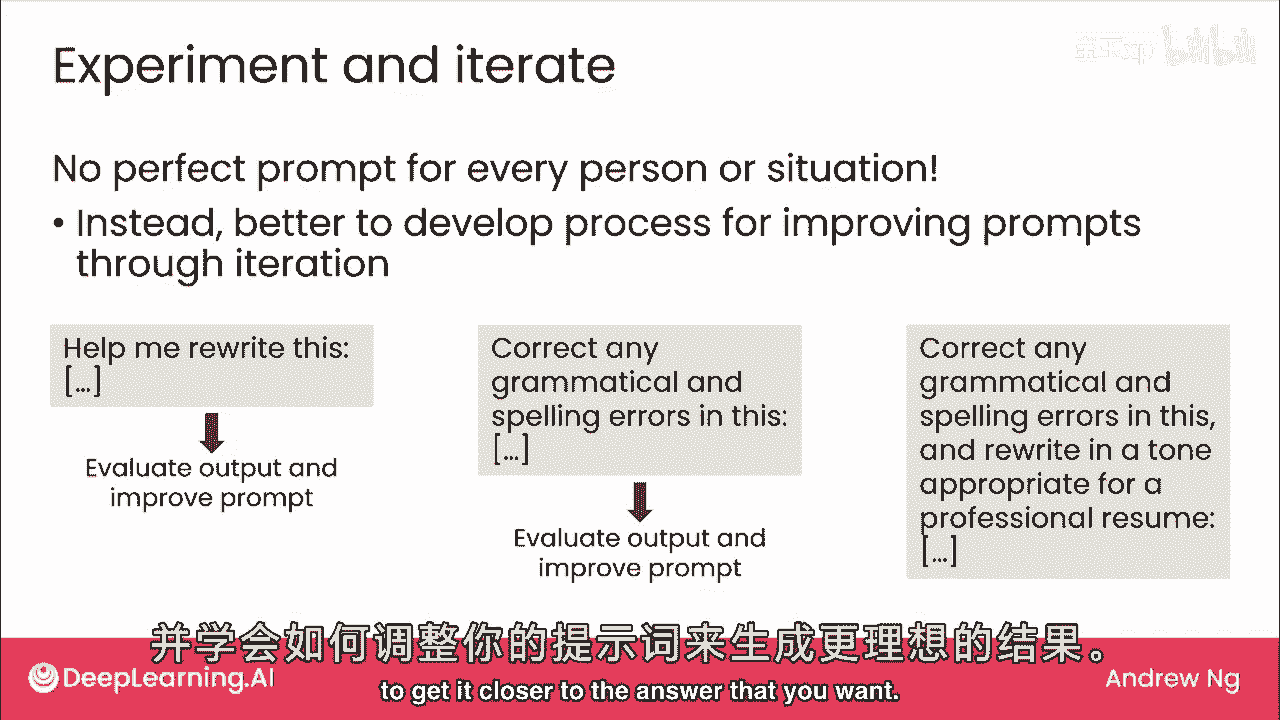 Experiment and iterate
bilibili
No perfect prompt for every person or situation!
• Instead, better to develop process for improving prompts
through iteration
Help me rewrite this:
[...]
Evaluate output and
improve prompt
Correct any
grammatical and
spelling errors in this:
[...]
Evaluate output and
improve prompt
Correct any
grammatical and
spelling errors in this,
and rewrite in a tone
appropriate for a
professional resume:
[...]
并学会如何调整你的提示词来生成更理想的结果。
DeepLearning.AI
to get it closer to the answer that you want.
Andrew Ng